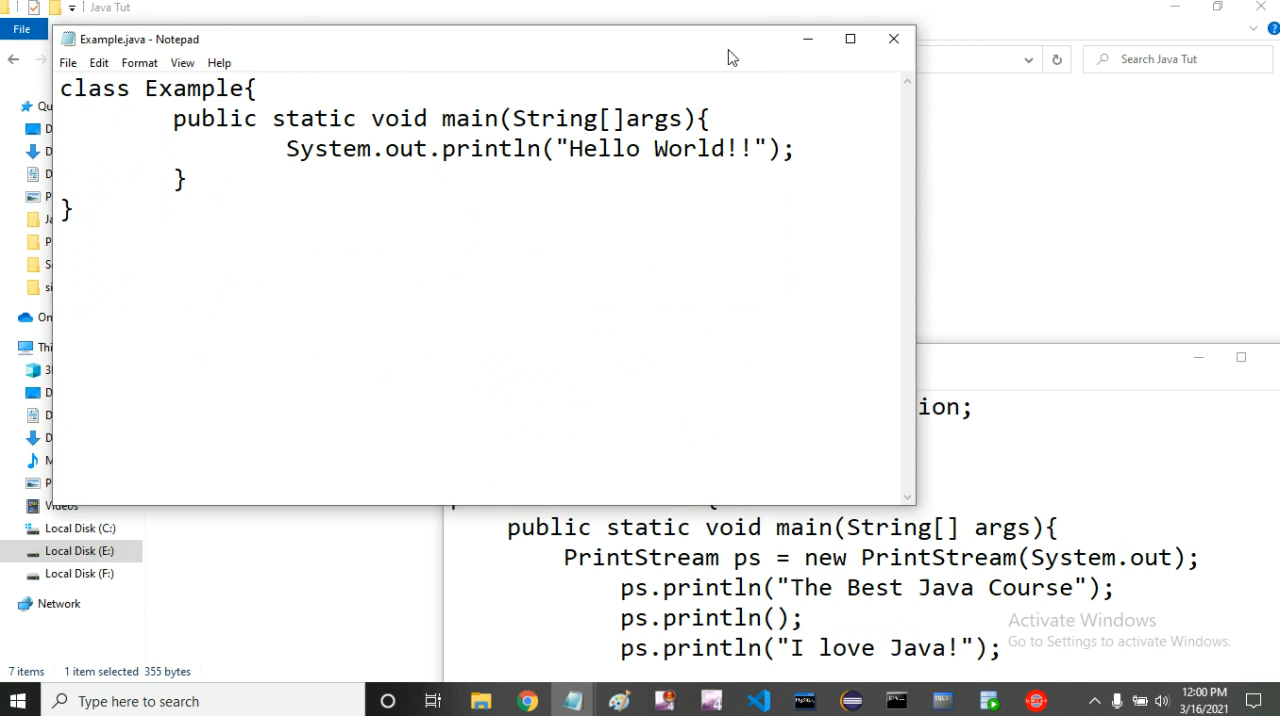 Java Tut
File
Example.java - Notepad
File Edit Format View Help
Search Java Tut
class Example{
public static void main(String[]args){
System.out.println("Hello World!!");
}
}
ion;
public static void main(String[] args){
PrintStream ps = new PrintStream(System.out);
ps.println("The Best Java Course");
ps.println();
ps.println("I love Java!");
Videos
Local Disk (C:)
Local Disk (E:)
Local Disk (F:)
Network
Activate Windows
Go to Settings to activate Windows.
7 items 1 item selected 355 bytes
Type here to search
12:00 PM
3/16/2021